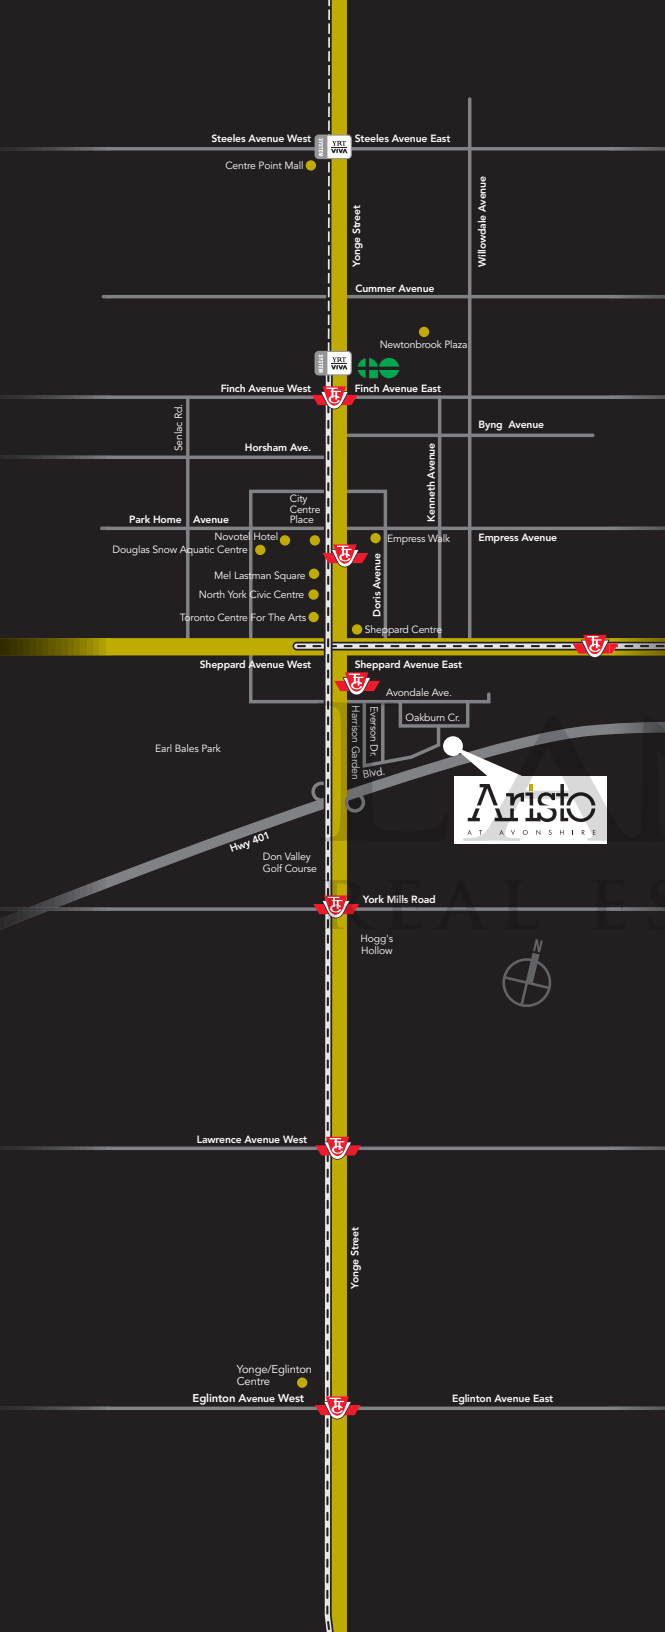 Steeles Avenue West
Steeles Avenue East
YRT
VIVA
Centre Point Mall
Yonge Street
Willowdale Avenue
Cummer Avenue
Newtonbrook Plaza
YRT
VIVA
Finch Avenue West
Finch Avenue East
Senlac Rd.
Byng Avenue
Horsham Ave.
Kenneth Avenue
City
Centre
Place
Park Home Avenue
Novotel Hotel
Empress Walk
Empress Avenue
Douglas Snow Aquatic Centre
Mel Lastman Square
Doris Avenue
North York Civic Centre
Toronto Centre For The Arts
Sheppard Centre
Sheppard Avenue West
Sheppard Avenue East
Avondale Ave.
Harrison Garden
Blvd.
Everson Dr.
Oakburn Cr.
Earl Bales Park
Aristo
AT AVONSHIRE
Hwy 401
Don Valley
Golf Course
York Mills Road
REAL ES
Hogg's
Hollow
N
Lawrence Avenue West
Yonge Street
Yonge/Eglinton
Centre
Eglinton Avenue West
Eglinton Avenue East